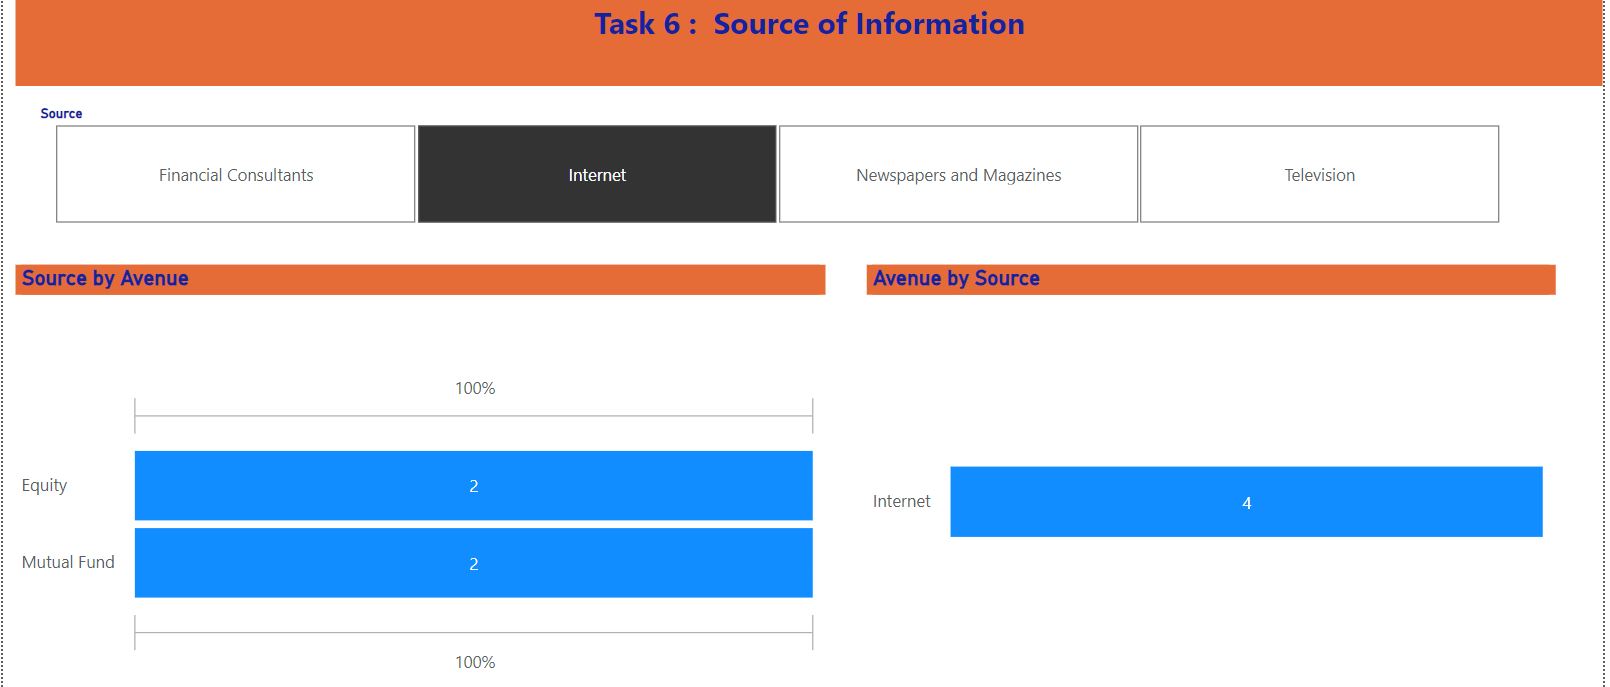 Task 6 :  Source of Information
Source
Financial Consultants
Internet
Newspapers and Magazines
Television
Source by Avenue
100%
Equity
2
Mutual Fund
2
100%
Avenue by Source
Internet
4